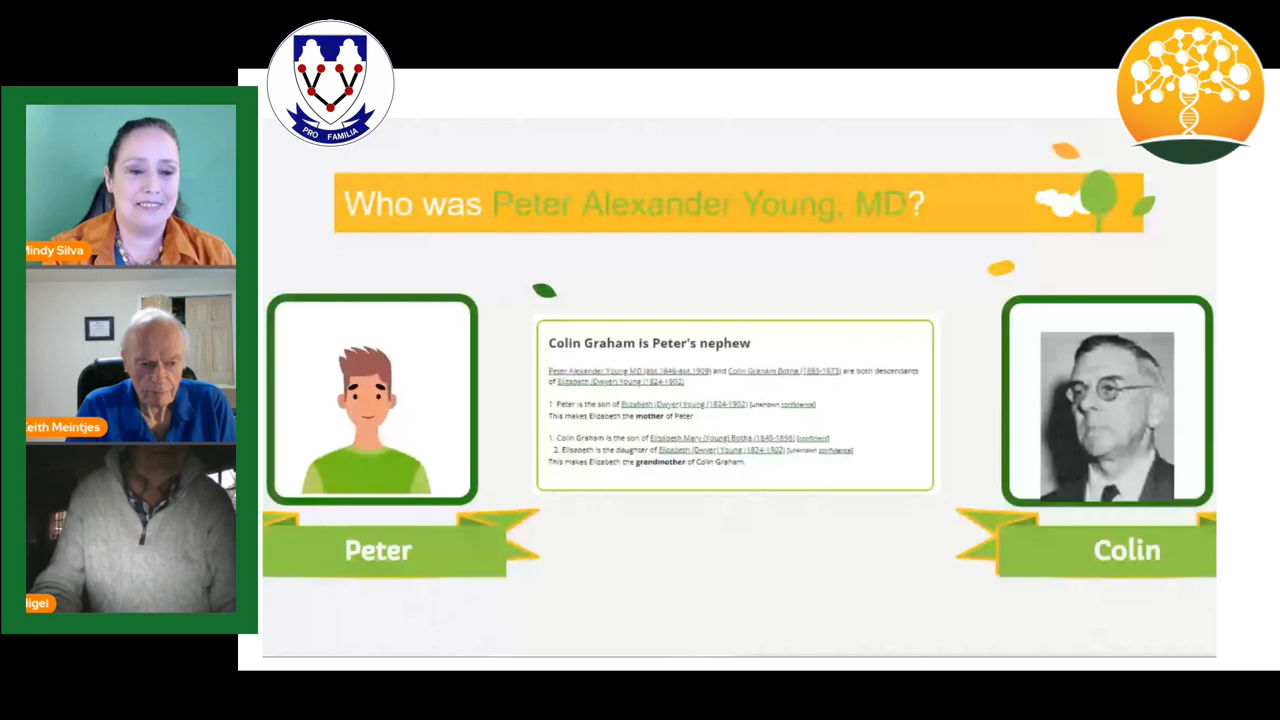 PRO FAMILIA
Mindy Silva
Keith Meintjes
Nigel
Who was Peter Alexander Young, MD?
Colin Graham is Peter's nephew
Peter Alexander Young MD (abt.1846-apt.1909) and Colin Graham Botha (1883-1973) are both descendants
of Elizabeth (Dwyer) Young (1824-1902)
1. Peter is the son of Elizabeth (Dwyer) Young (1824-1902) [unknown confidence]
This makes Elizabeth the mother of Peter
1. Colin Graham is the son of Elisabeth Mary (Young) Botha (1846-1896) [confident]
2. Elisabeth is the daughter of Elizabeth (Dwyer) Young (1824-1902) [unknown confidence]
This makes Elizabeth the grandmother of Colin Graham.
Peter
Colin